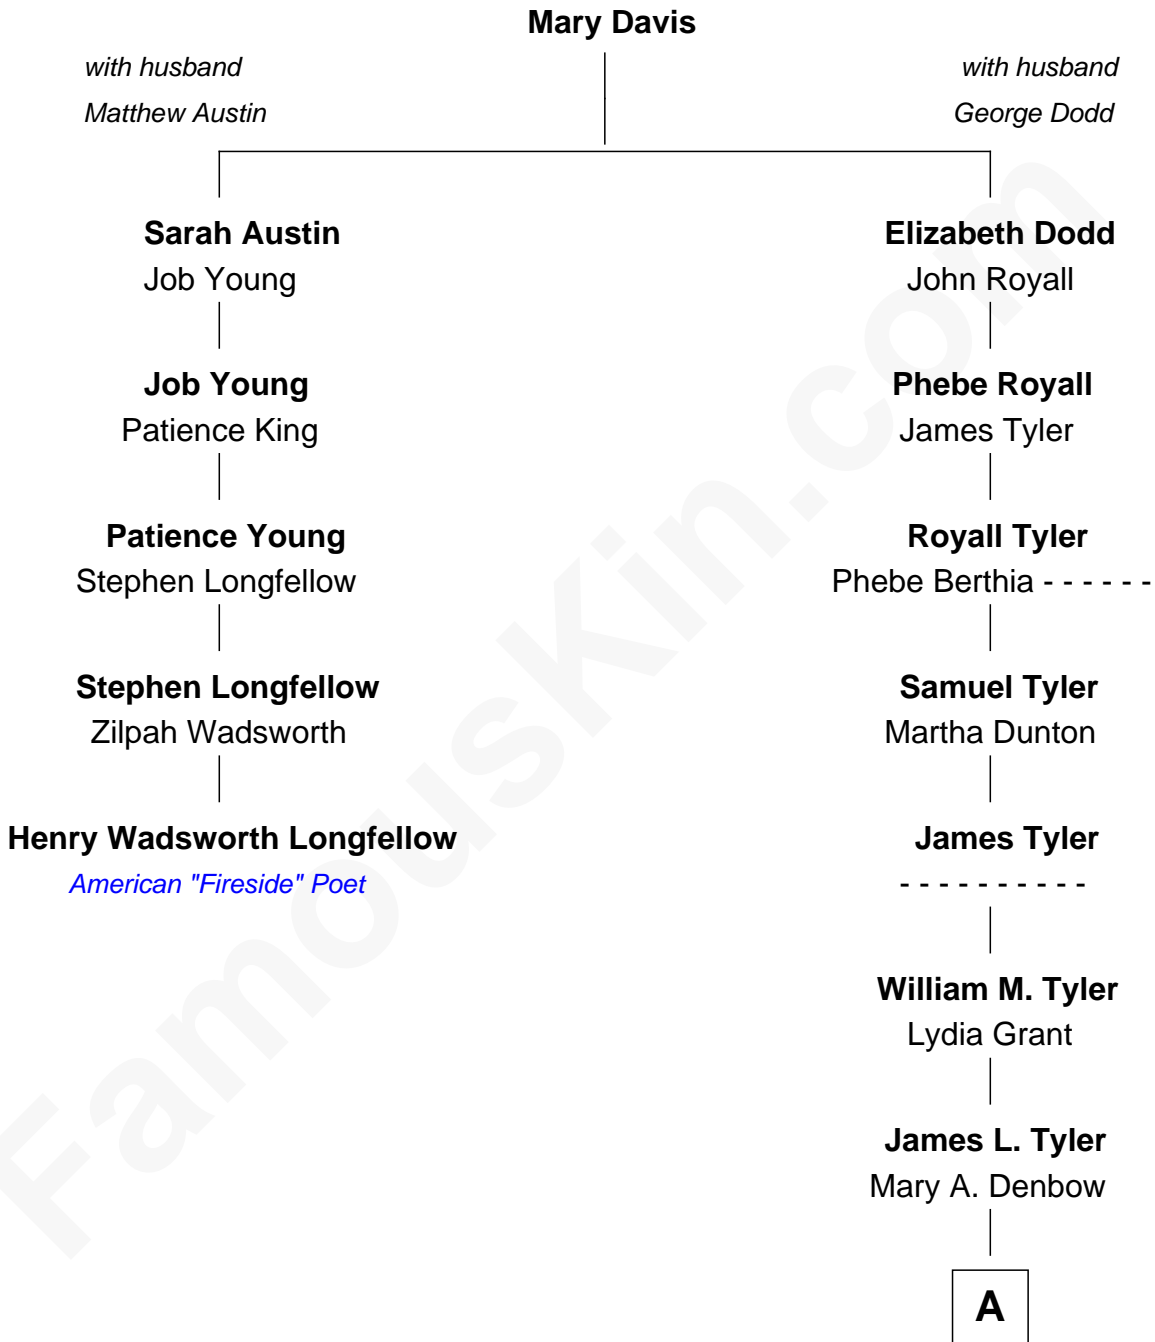 Mary Davis
with husband
Matthew Austin
with husband
George Dodd
Sarah Austin
Job Young
Elizabeth Dodd
John Royall
Job Young
Patience King
Phebe Royall
James Tyler
Patience Young
Stephen Longfellow
Royall Tyler
Phebe Berthia - - - - - -
Stephen Longfellow
Zilpah Wadsworth
Samuel Tyler
Martha Dunton
Henry Wadsworth Longfellow
American "Fireside" Poet
James Tyler
- - - - - - - - - -
William M. Tyler
Lydia Grant
James L. Tyler
Mary A. Denbow
A
FamousKin.com